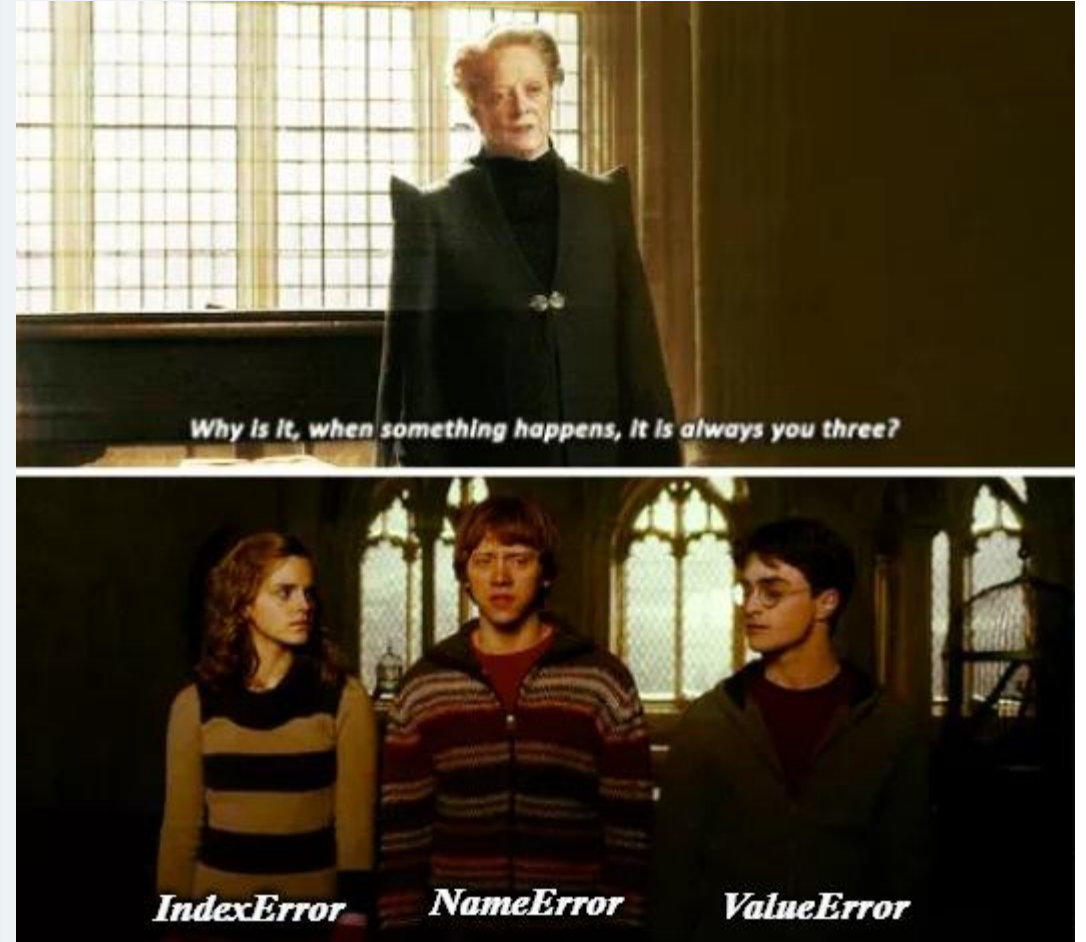 Why is it, when something happens, it is always you three?
IndexError
NameError
ValueError